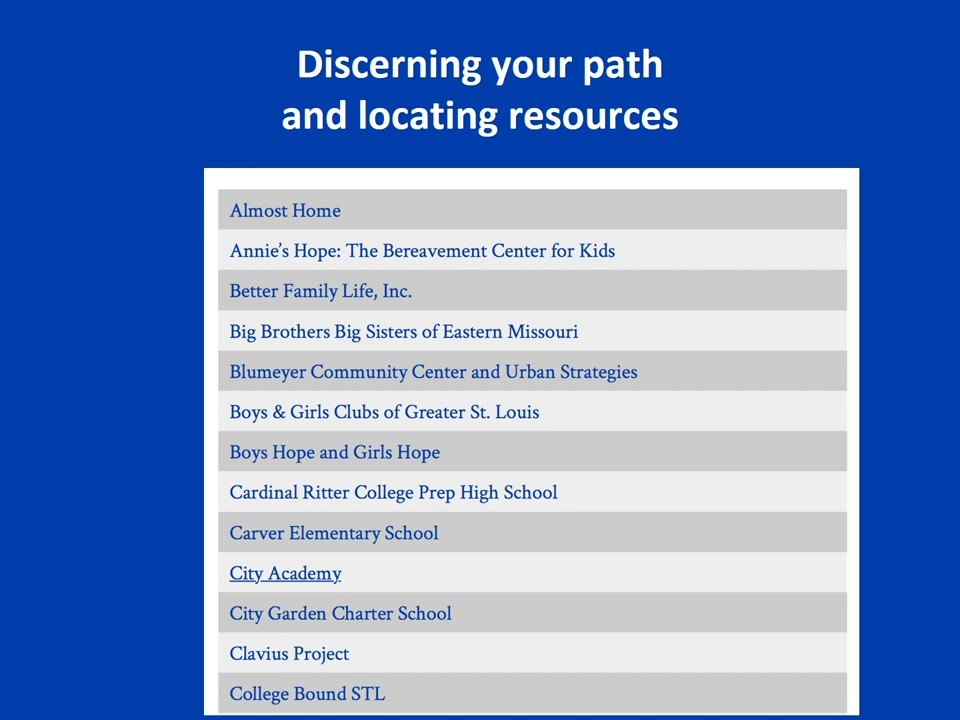 Discerning your path
and locating resources
Almost Home
Annie’s Hope: The Bereavement Center for Kids
Better Family Life, Inc.
Big Brothers Big Sisters of Eastern Missouri
Blumeyer Community Center and Urban Strategies
Boys & Girls Clubs of Greater St. Louis
Boys Hope and Girls Hope
Cardinal Ritter College Prep High School
Carver Elementary School
City Academy
City Garden Charter School
Clavius Project
College Bound STL